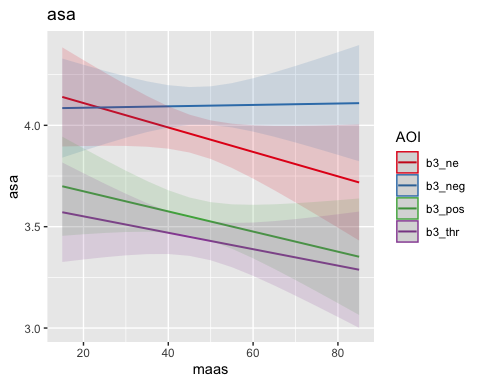 asa
asa
4.0
3.5
3.0
20 40 60 80
maas
AOI
b3_ne
b3_neg
b3_pos
b3_thr